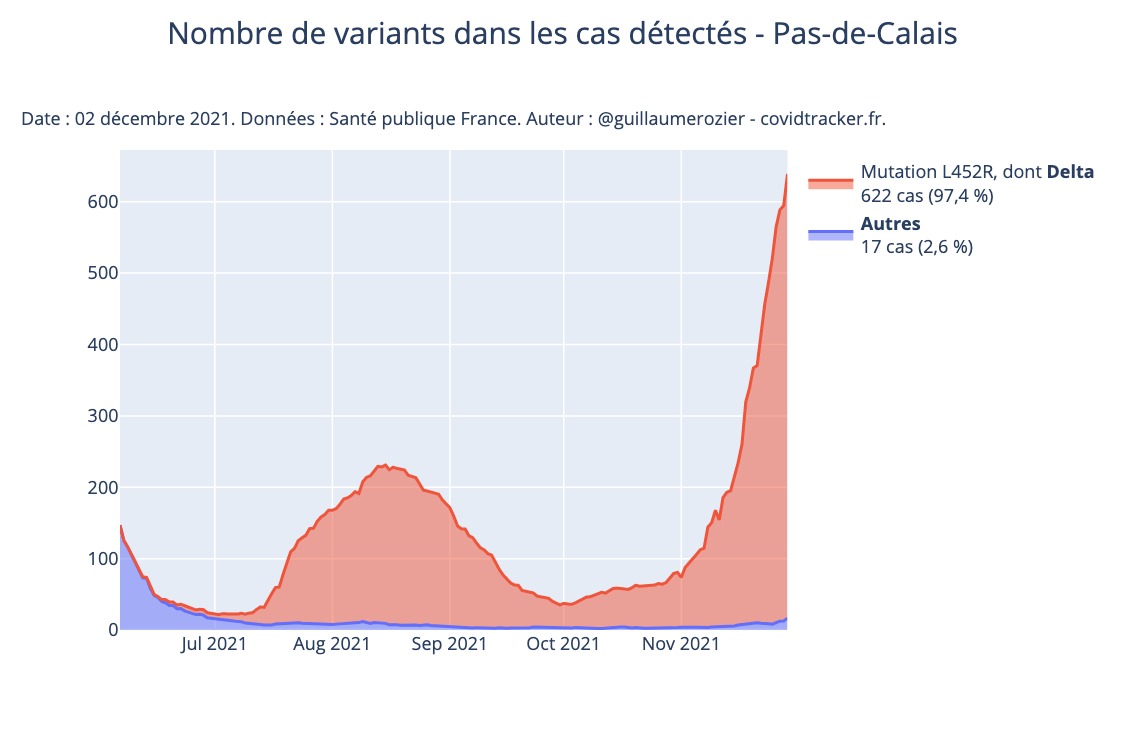 Nombre de variants dans les cas détectés - Pas-de-Calais
Date : 02 décembre 2021. Données : Santé publique France. Auteur : @guillaumerozier - covidtracker.fr.
Mutation L452R, dont Delta
622 cas (97,4 %)
Autres
17 cas (2,6 %)
600
500
400
300
200
100
0
Jul 2021
Aug 2021
Sep 2021
Oct 2021
Nov 2021